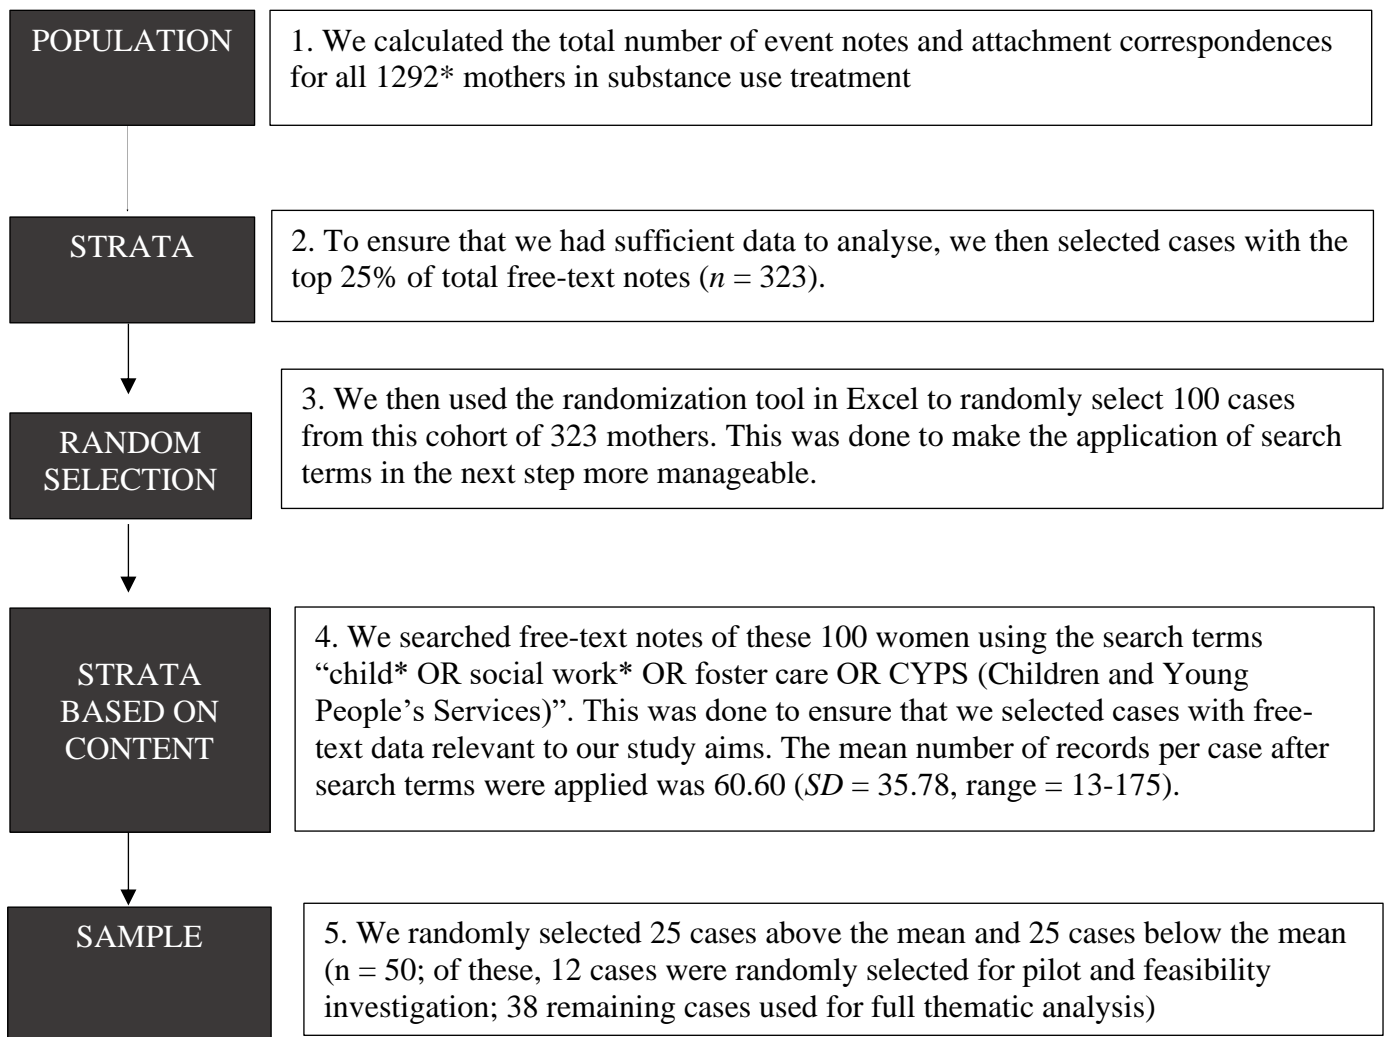 POPULATION
1. We calculated the total number of event notes and attachment correspondences
for all 1292* mothers in substance use treatment
STRATA
2. To ensure that we had sufficient data to analyse, we then selected cases with the
top 25% of total free-text notes (n = 323).
RANDOM
SELECTION
3. We then used the randomization tool in Excel to randomly select 100 cases
from this cohort of 323 mothers. This was done to make the application of search
terms in the next step more manageable.
STRATA
BASED ON
CONTENT
4. We searched free-text notes of these 100 women using the search terms
“child* OR social work* OR foster care OR CYPS (Children and Young
People’s Services)”. This was done to ensure that we selected cases with free-
text data relevant to our study aims. The mean number of records per case after
search terms were applied was 60.60 (SD = 35.78, range = 13-175).
SAMPLE
5. We randomly selected 25 cases above the mean and 25 cases below the mean
(n = 50; of these, 12 cases were randomly selected for pilot and feasibility
investigation; 38 remaining cases used for full thematic analysis)